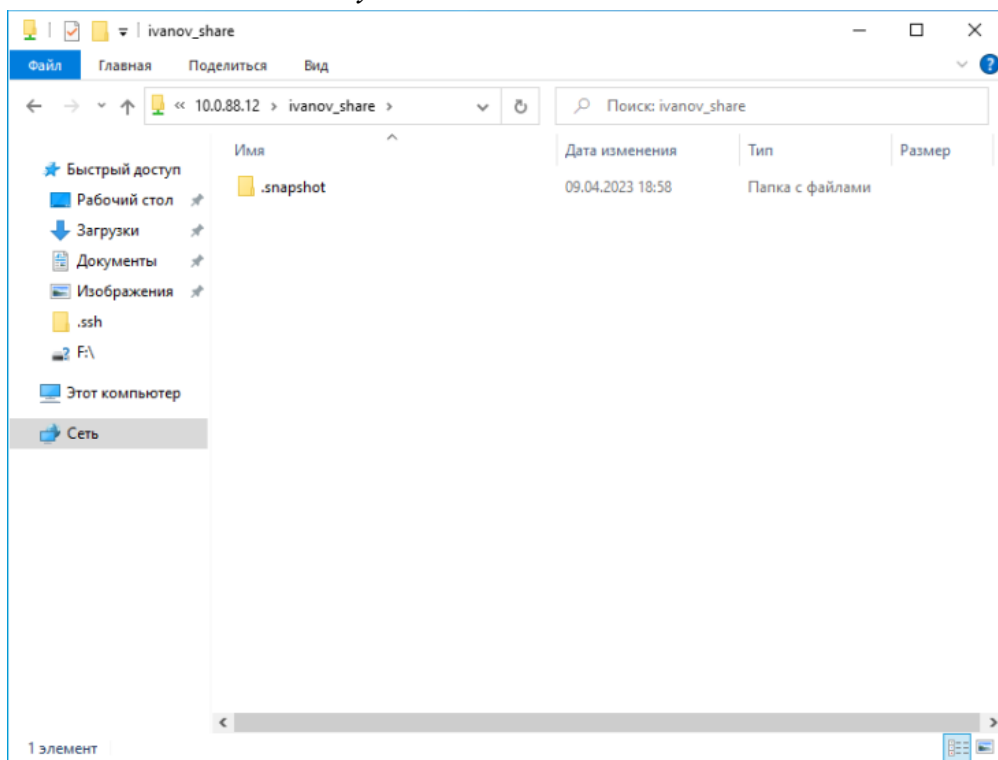 ivanov_share
Файл Главная Поделиться Вид
« 10.0.88.12 › ivanov_share › Поиск: ivanov_share
Имя Дата изменения Тип Размер
.snapshot 09.04.2023 18:58 Папка с файлами
Быстрый доступ
Рабочий стол
Загрузки
Документы
Изображения
.ssh
F:\
Этот компьютер
Сеть
1 элемент